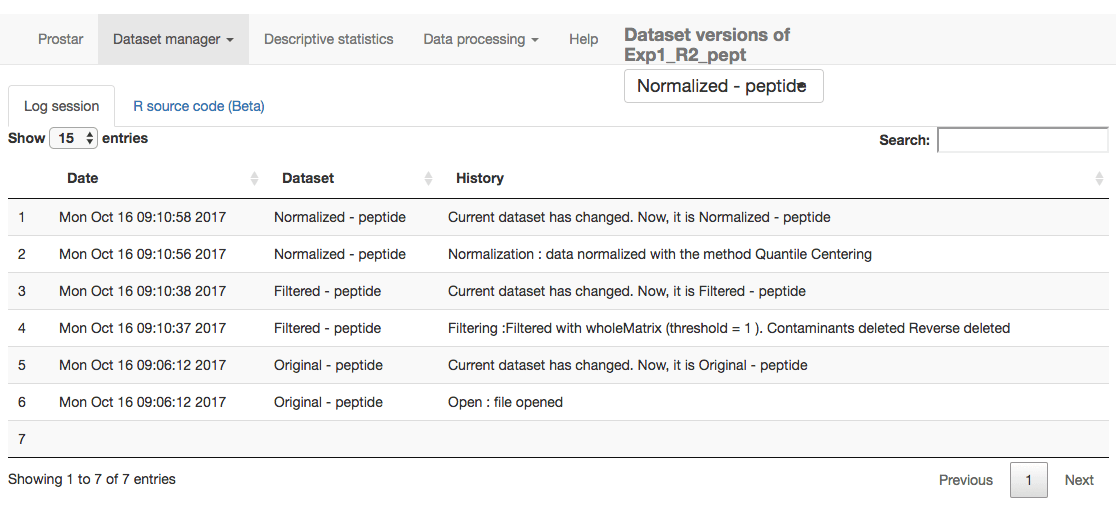 Prostar Dataset manager Descriptive statistics Data processing Help Dataset versions of
Exp1_R2_pept
Normalized - peptide
Log session R source code (Beta)
Show 15 entries Search:
Date Dataset History
1 Mon Oct 16 09:10:58 2017 Normalized - peptide Current dataset has changed. Now, it is Normalized - peptide
2 Mon Oct 16 09:10:56 2017 Normalized - peptide Normalization : data normalized with the method Quantile Centering
3 Mon Oct 16 09:10:38 2017 Filtered - peptide Current dataset has changed. Now, it is Filtered - peptide
4 Mon Oct 16 09:10:37 2017 Filtered - peptide Filtering :Filtered with wholeMatrix (threshold = 1 ). Contaminants deleted Reverse deleted
5 Mon Oct 16 09:06:12 2017 Original - peptide Current dataset has changed. Now, it is Original - peptide
6 Mon Oct 16 09:06:12 2017 Original - peptide Open : file opened
7
Showing 1 to 7 of 7 entries Previous 1 Next